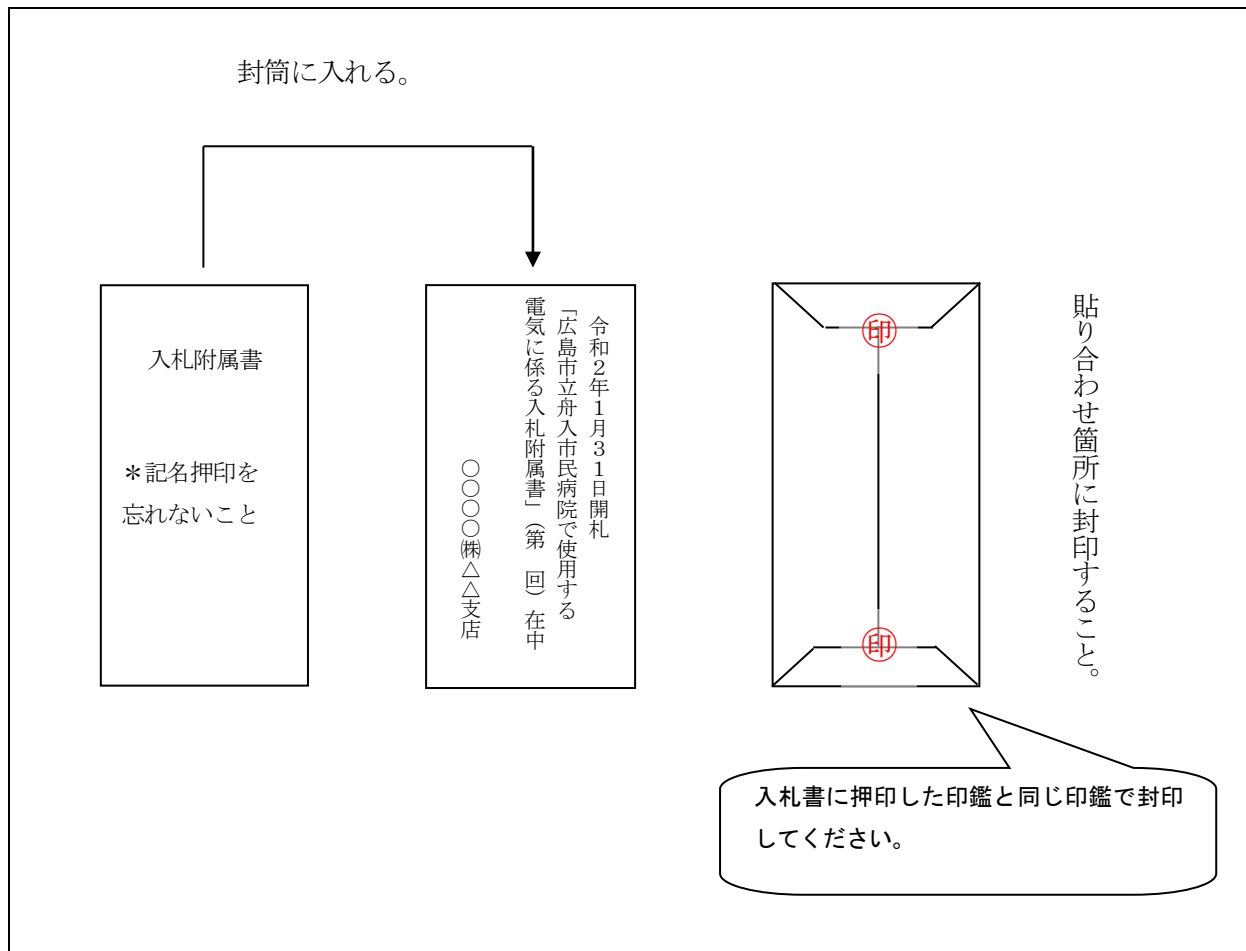 封筒に入れる。
入札附属書
＊記名押印を
忘れないこと
令和２年１月３１日開札
「広島市立舟入市民病院で使用する
電気に係る入札附属書」（第　回）在中
〇〇〇〇㈱△△支店
印
印
貼り合わせ箇所に封印すること。
入札書に押印した印鑑と同じ印鑑で封印
してください。